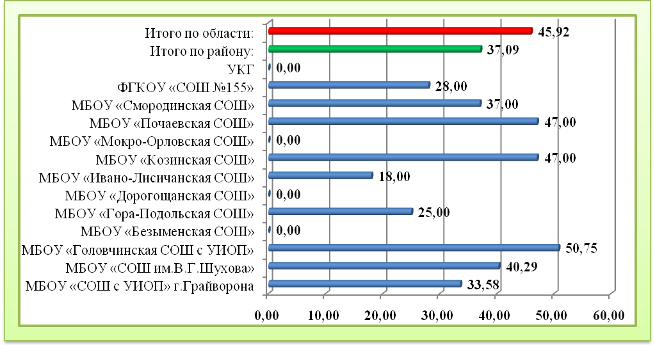 Итого по области: 45,92
Итого по району: 37,09
УКГ 0,00
ФГКОУ «СОШ №155» 28,00
МБОУ «Смородинская СОШ» 37,00
МБОУ «Почаевская СОШ» 47,00
МБОУ «Мокро-Орловская СОШ» 0,00
МБОУ «Козинская СОШ» 47,00
МБОУ «Ивано-Лисичанская СОШ» 18,00
МБОУ «Дорогощанская СОШ» 0,00
МБОУ «Гора-Подольская СОШ» 25,00
МБОУ «Безыменская СОШ» 0,00
МБОУ «Головчинская СОШ с УИОП» 50,75
МБОУ «СОШ им.В.Г.Шухова» 40,29
МБОУ «СОШ с УИОП» г.Грайворона 33,58
0,00 10,00 20,00 30,00 40,00 50,00 60,00